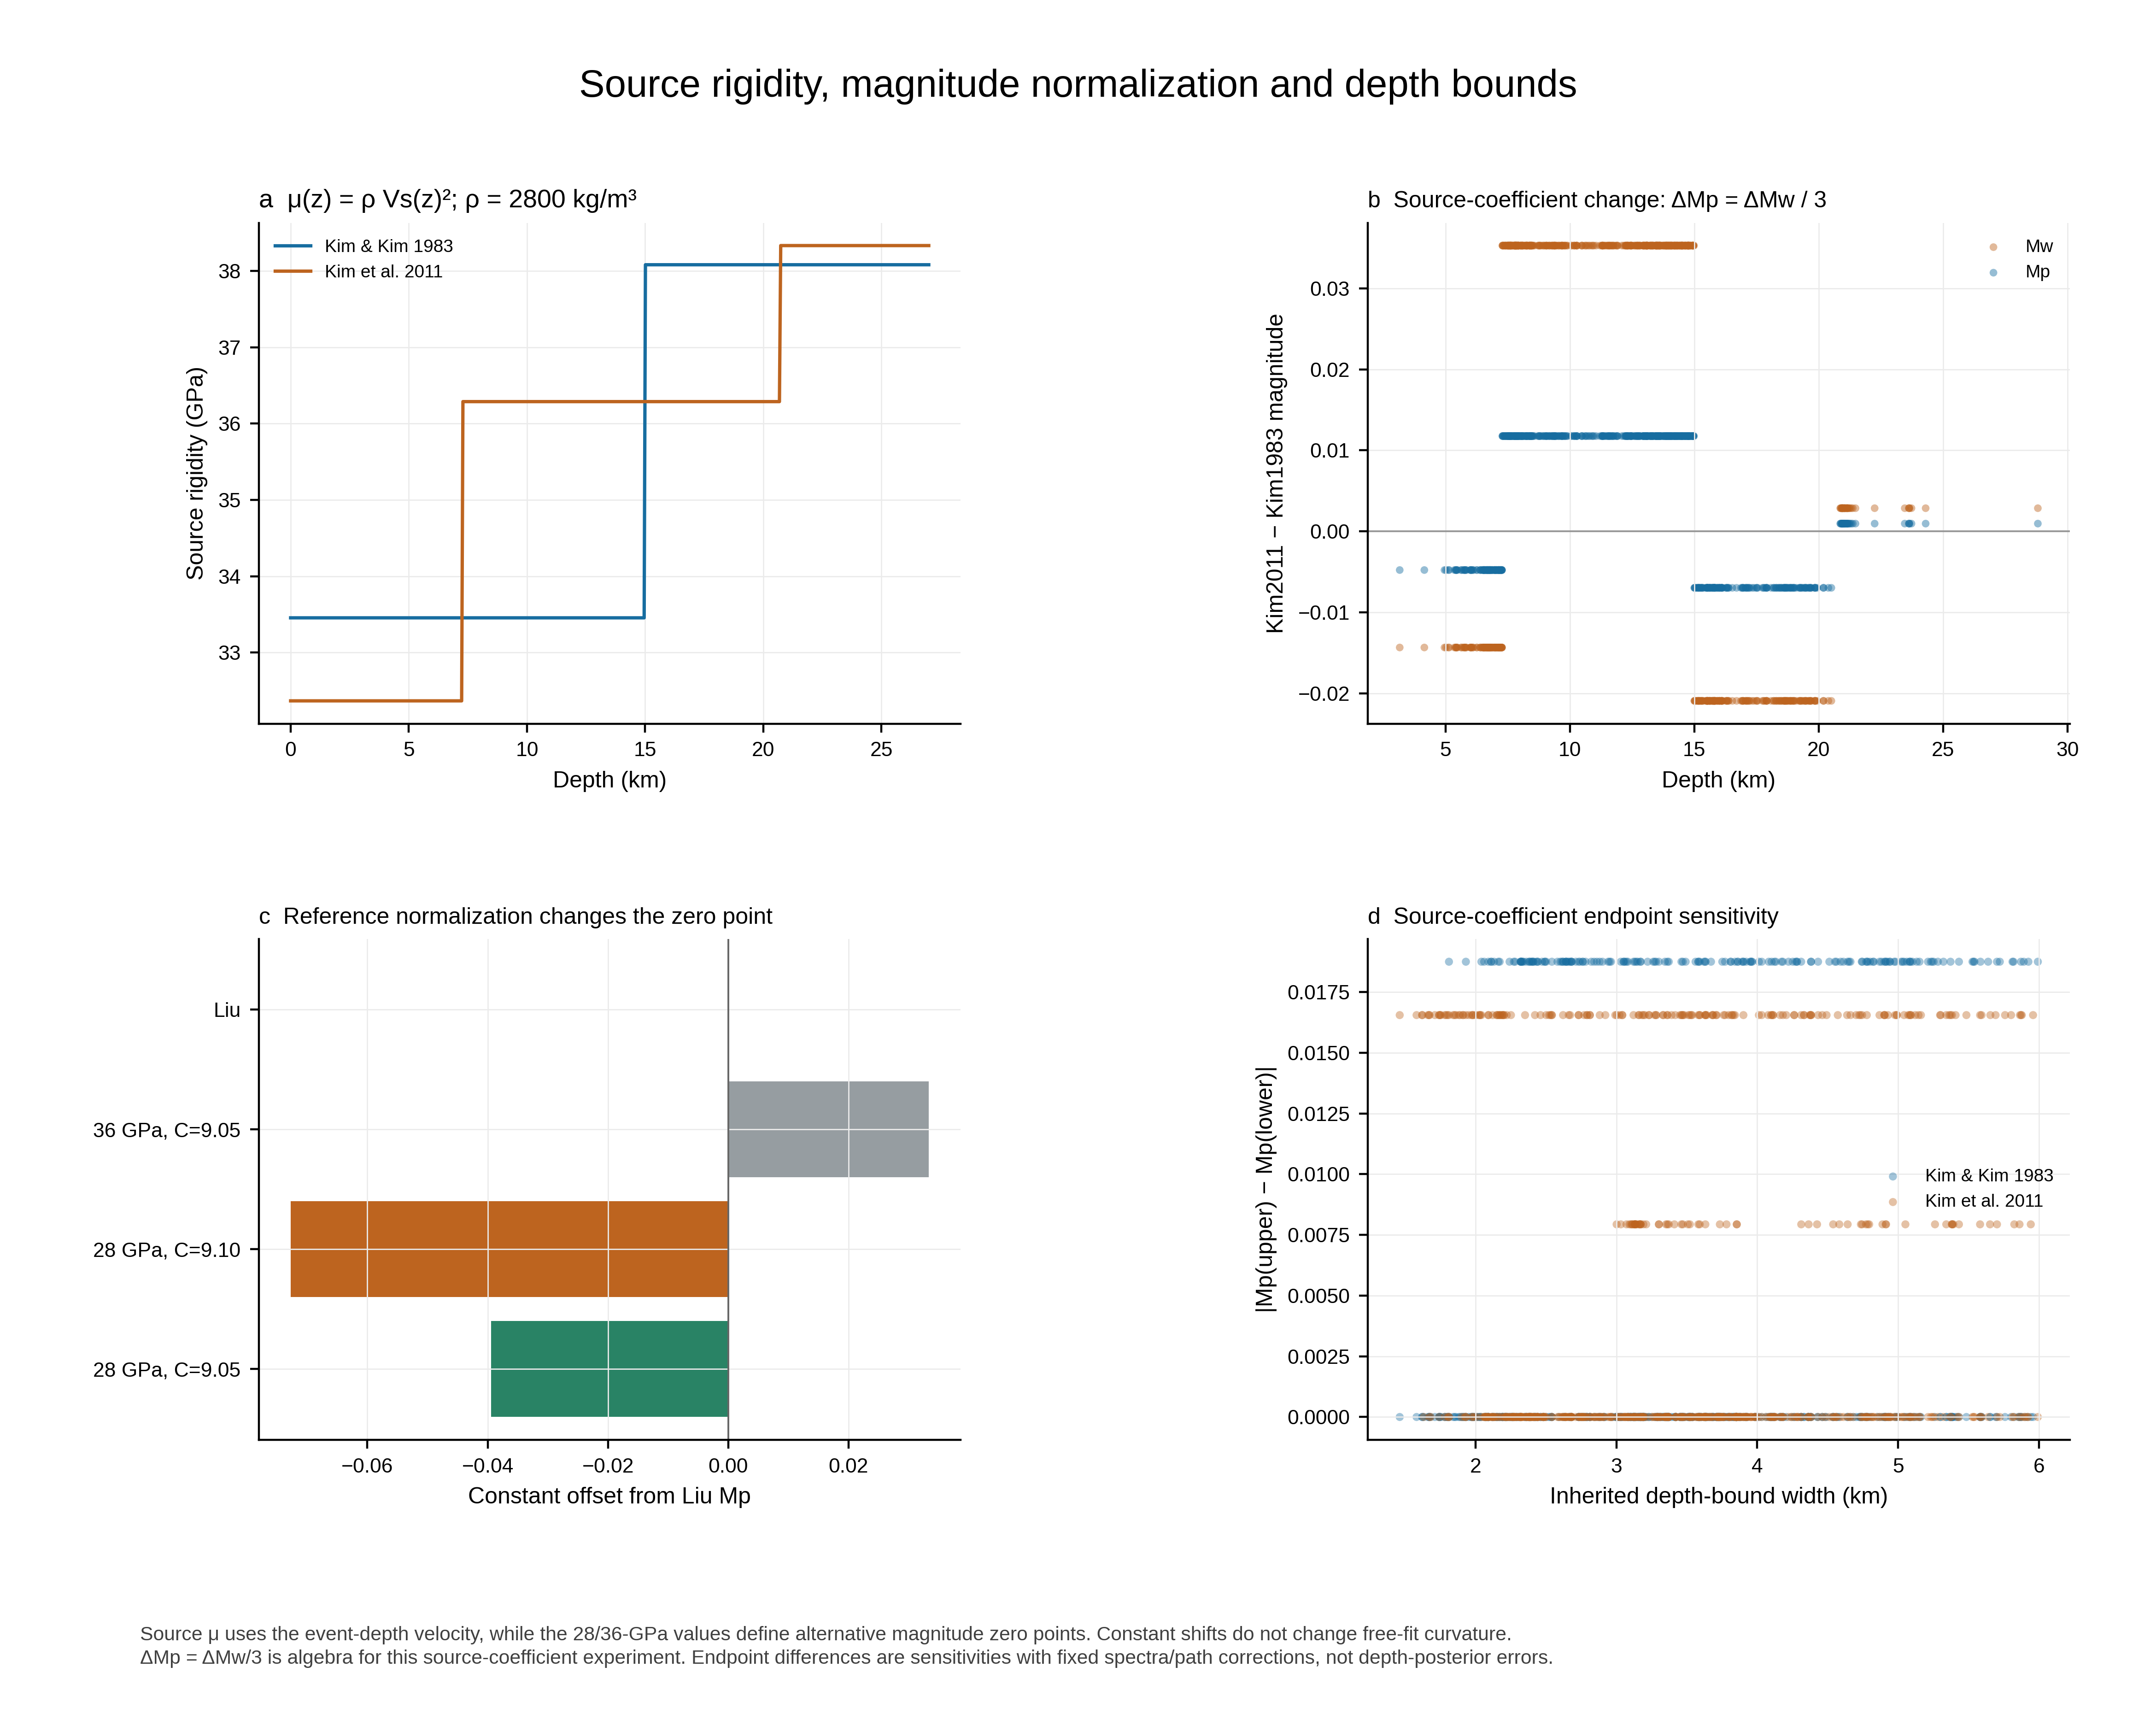 Source rigidity, magnitude normalization and depth bounds
a  μ(z) = ρ Vs(z)²; ρ = 2800 kg/m³
Kim & Kim 1983
Kim et al. 2011
38
37
36
35
34
33
Source rigidity (GPa)
0
5
10
15
20
25
Depth (km)
b  Source-coefficient change: ΔMp = ΔMw / 3
Mw
Mp
0.03
0.02
0.01
0.00
−0.01
−0.02
Kim2011 − Kim1983 magnitude
5
10
15
20
25
30
Depth (km)
c  Reference normalization changes the zero point
Liu
36 GPa, C=9.05
28 GPa, C=9.10
28 GPa, C=9.05
−0.06
−0.04
−0.02
0.00
0.02
Constant offset from Liu Mp
d  Source-coefficient endpoint sensitivity
0.0175
0.0150
0.0125
0.0100
0.0075
0.0050
0.0025
0.0000
|Mp(upper) − Mp(lower)|
Kim & Kim 1983
Kim et al. 2011
2
3
4
5
6
Inherited depth-bound width (km)
Source μ uses the event-depth velocity, while the 28/36-GPa values define alternative magnitude zero points. Constant shifts do not change free-fit curvature.
ΔMp = ΔMw/3 is algebra for this source-coefficient experiment. Endpoint differences are sensitivities with fixed spectra/path corrections, not depth-posterior errors.